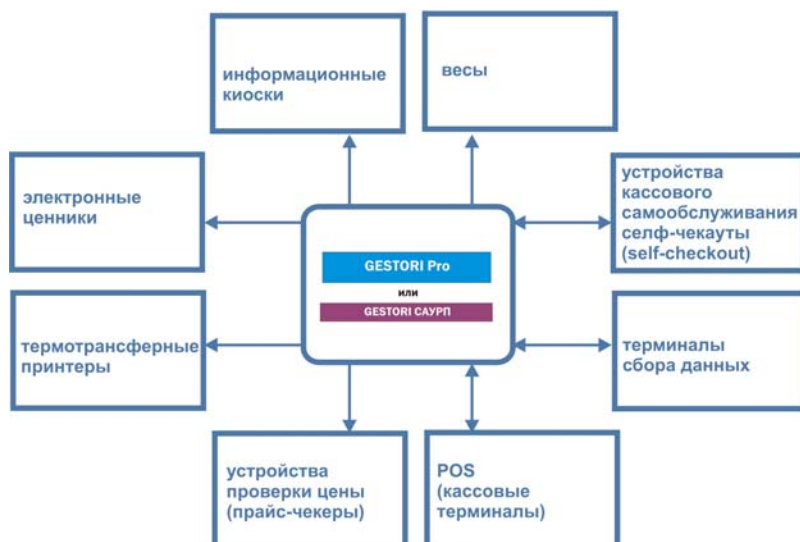 информационные
киоски
весы
электронные
ценники
устройства
кассового
самообслуживания
селф-чекауты
(self-checkout)
GESTORI Pro
или
GESTORI САУРП
термотрансферные
принтеры
терминалы
сбора данных
устройства
проверки цены
(прайс-чекеры)
POS
(кассовые
терминалы)